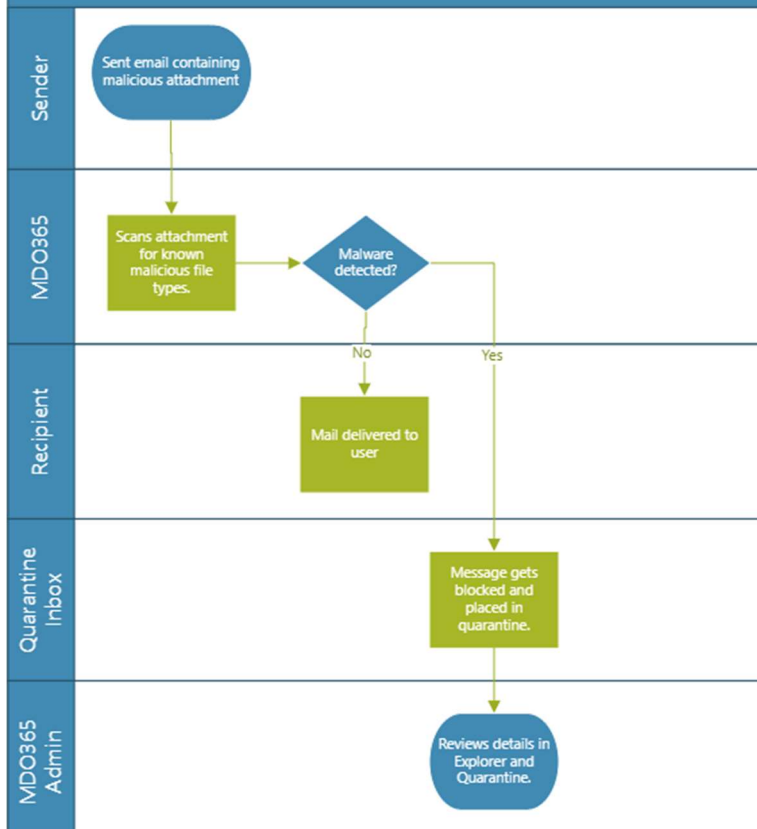 Sender
Sent email containing
malicious attachment
MDO365
Scans attachment
for known
malicious file
types.
Malware
detected?
No
Yes
Recipient
Mail delivered to
user
Quarantine
Inbox
Message gets
blocked and
placed in
quarantine.
MDO365
Admin
Reviews details in
Explorer and
Quarantine.